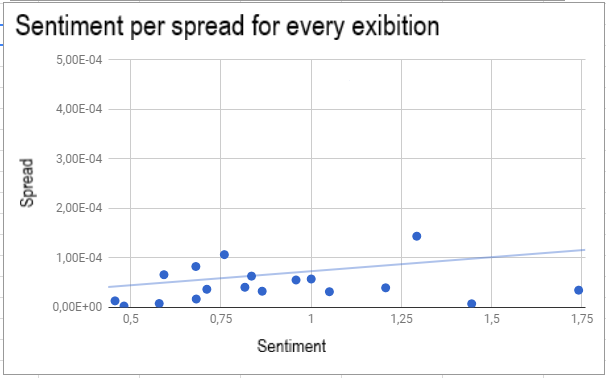 Sentiment per spread for every exibition
5,00E-04
4,00E-04
3,00E-04
Spread
2,00E-04
1,00E-04
0,00E+00
0,5 0,75 1 1,25 1,5 1,75
Sentiment